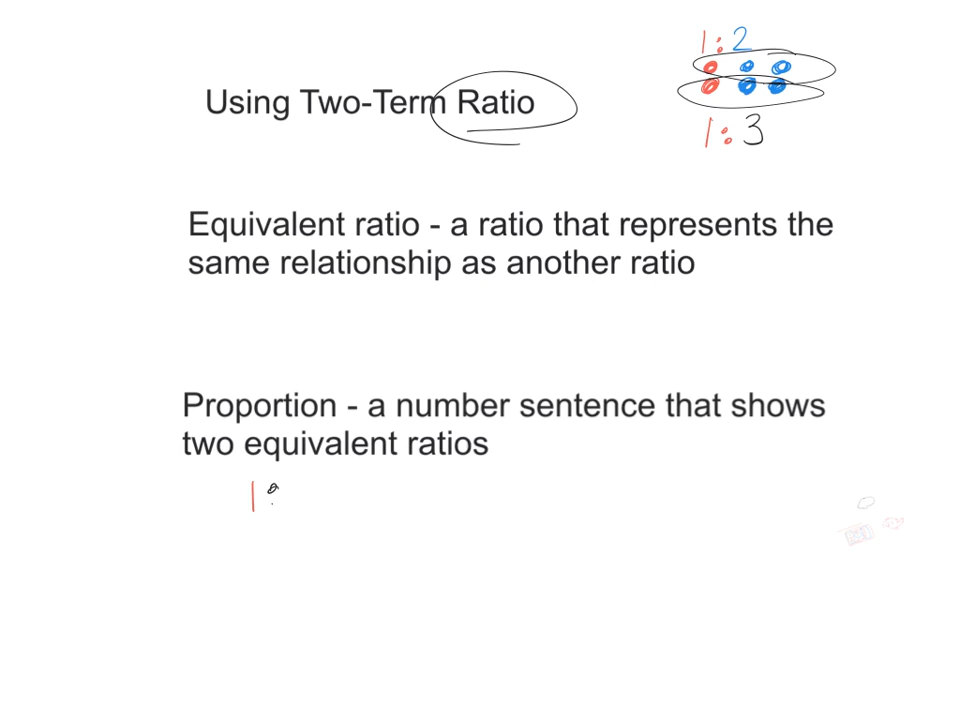 1:2
Using Two-Term Ratio
1:3
Equivalent ratio - a ratio that represents the
same relationship as another ratio
Proportion - a number sentence that shows
two equivalent ratios
1: